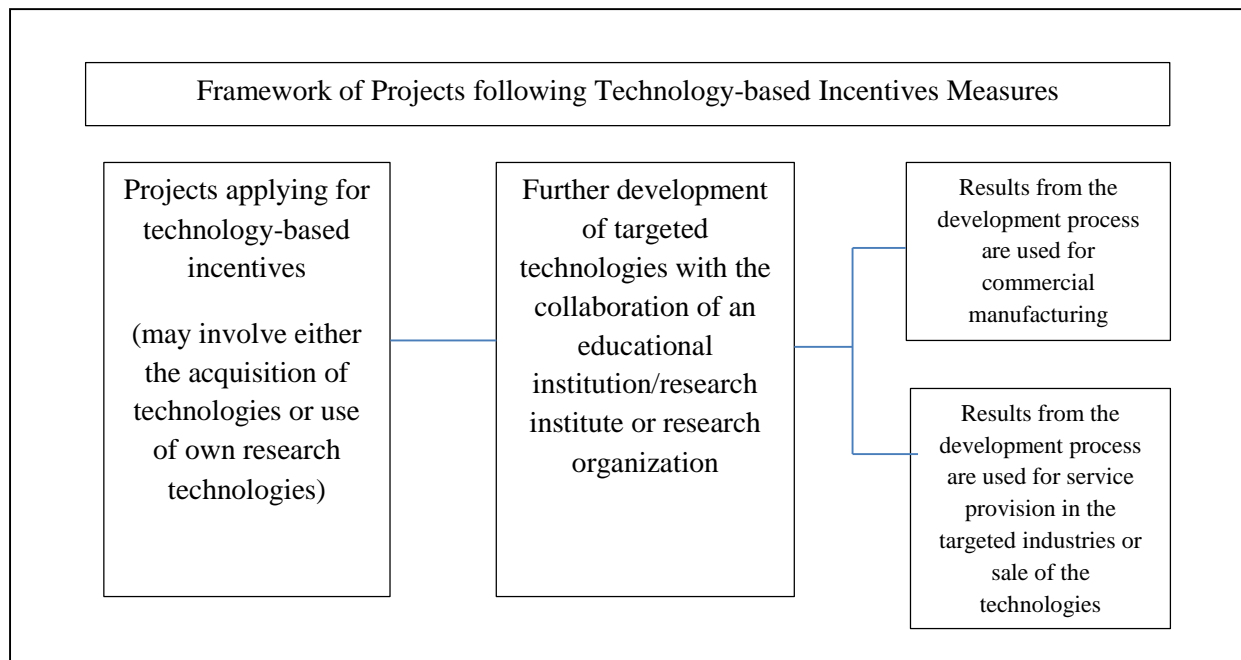 Framework of Projects following Technology-based Incentives Measures
Projects applying for
technology-based
incentives
(may involve either
the acquisition of
technologies or use
of own research
technologies)
Further development
of targeted
technologies with the
collaboration of an
educational
institution/research
institute or research
organization
Results from the
development process
are used for
commercial
manufacturing
Results from the
development process
are used for service
provision in the
targeted industries or
sale of the
technologies